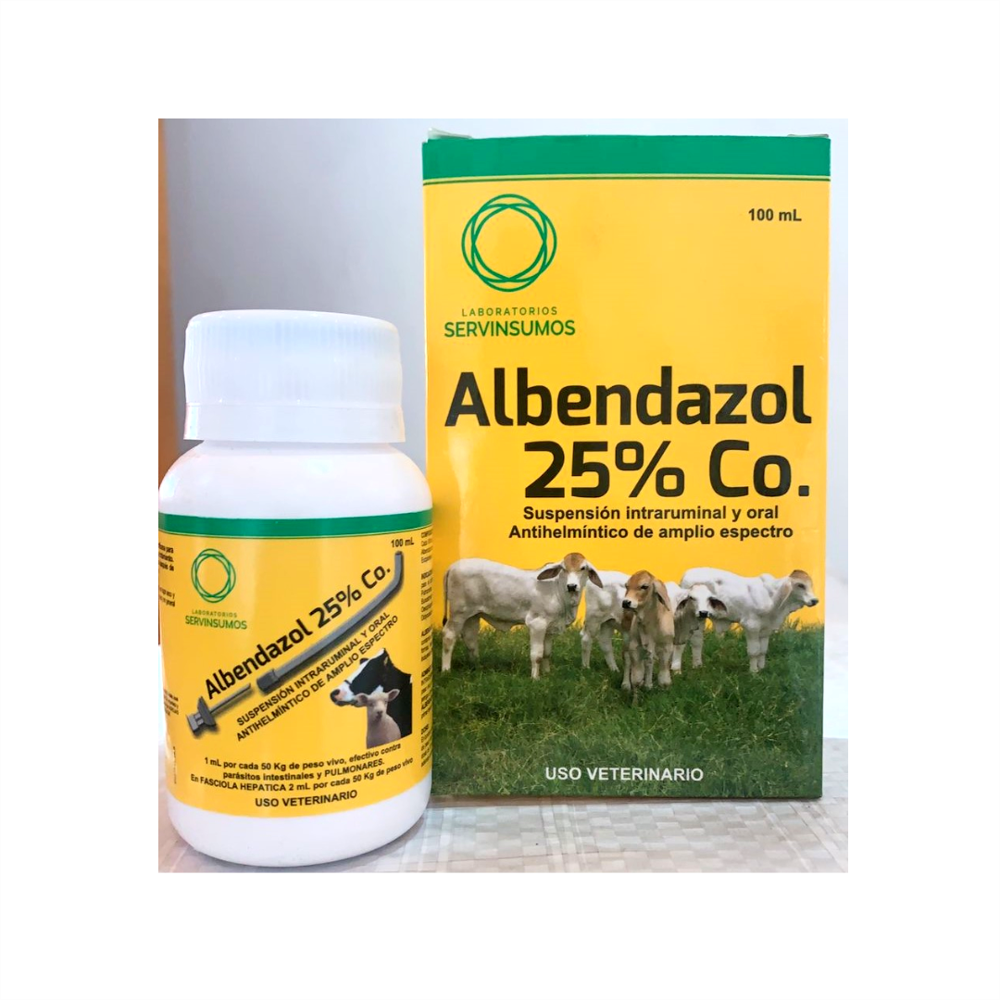 100 mL
LABORATORIOS
SERVINSUMOS
Albendazol
25% Co.
Suspensión intraruminal y oral
Antihelmíntico de amplio espectro
USO VETERINARIO
100 mL
LABORATORIOS
SERVINSUMOS
Albendazol 25% Co.
SUSPENSIÓN INTRARUMINAL Y ORAL
ANTIHELMÍNTICO DE AMPLIO ESPECTRO
1 mL por cada 50 Kg de peso vivo, efectivo contra
parásitos intestinales y PULMONARES.
En FASCIOLA HEPATICA 2 mL por cada 50 Kg de peso vivo
USO VETERINARIO